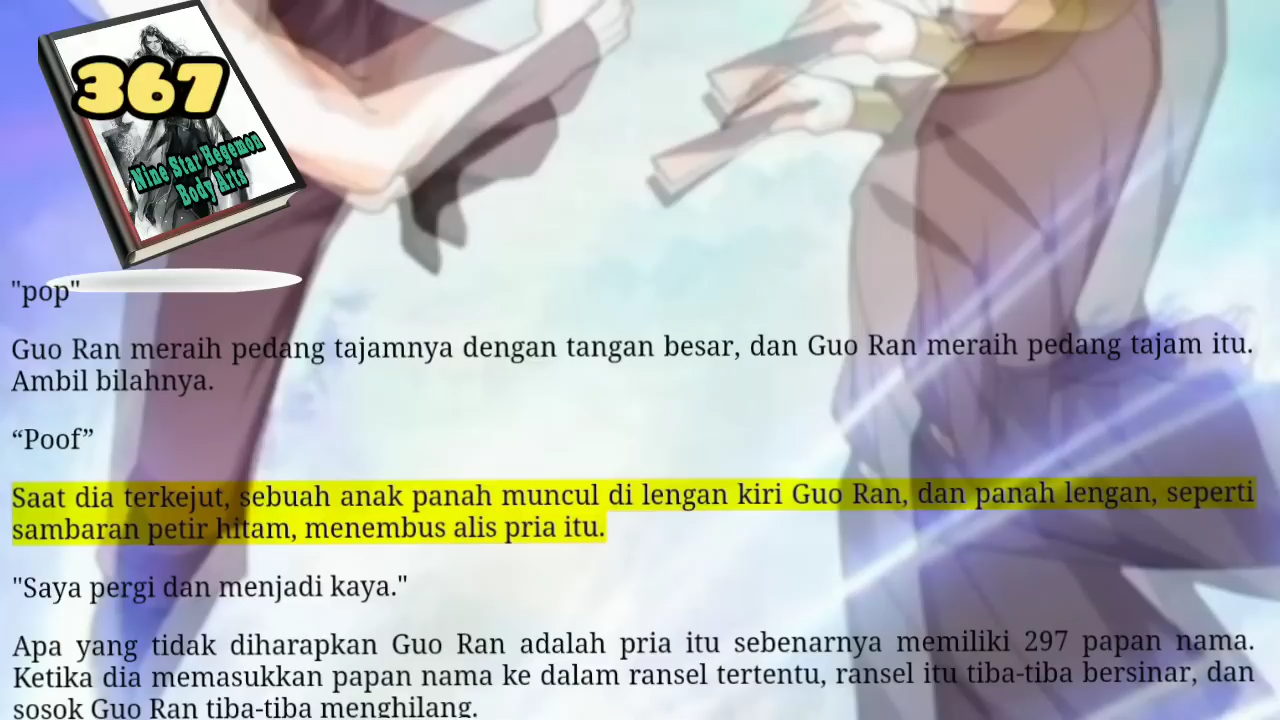 367
Nine Star Hegemon
Body Arts
"pop"
Guo Ran meraih pedang tajamnya dengan tangan besar, dan Guo Ran meraih pedang tajam itu.
Ambil bilahnya.
“Poof”
Saat dia terkejut, sebuah anak panah muncul di lengan kiri Guo Ran, dan panah lengan, seperti
sambaran petir hitam, menembus alis pria itu.
"Saya pergi dan menjadi kaya."
Apa yang tidak diharapkan Guo Ran adalah pria itu sebenarnya memiliki 297 papan nama.
Ketika dia memasukkan papan nama ke dalam ransel tertentu, ransel itu tiba-tiba bersinar, dan
sosok Guo Ran tiba-tiba menghilang.